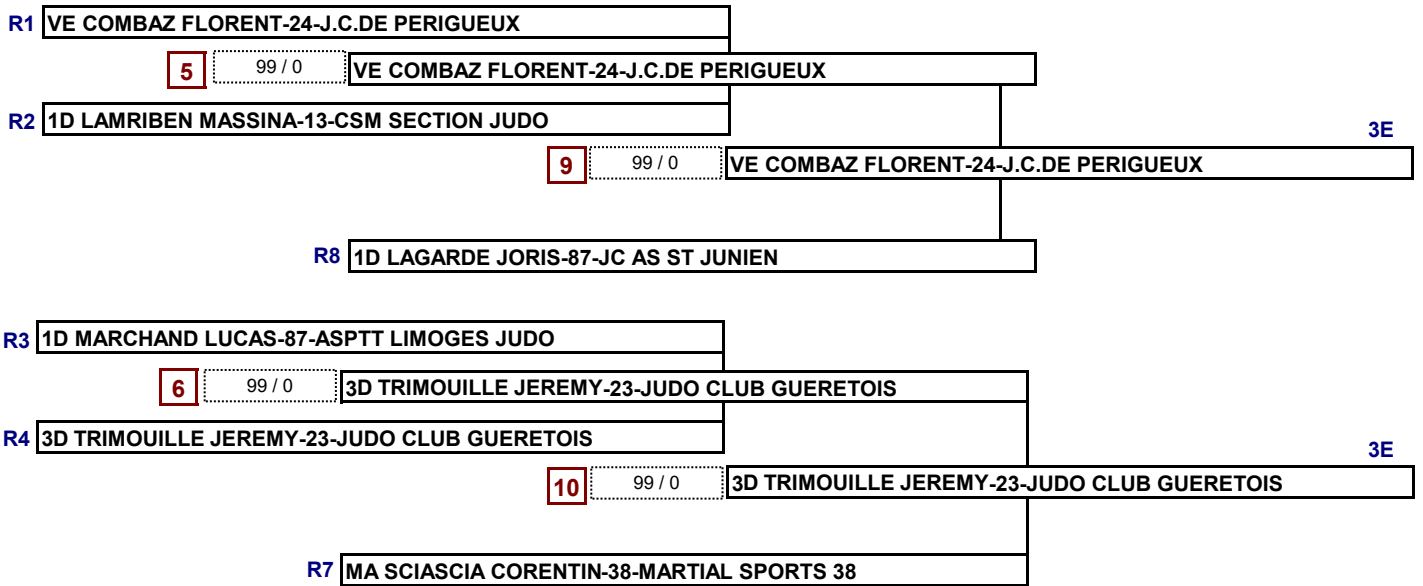 R1 VE COMBAZ FLORENT-24-J.C.DE PERIGUEUX
5 99 / 0 VE COMBAZ FLORENT-24-J.C.DE PERIGUEUX
R2 1D LAMRIBEN MASSINA-13-CSM SECTION JUDO
3E
9 99 / 0 VE COMBAZ FLORENT-24-J.C.DE PERIGUEUX
R8 1D LAGARDE JORIS-87-JC AS ST JUNIEN
R3 1D MARCHAND LUCAS-87-ASPTT LIMOGES JUDO
6 99 / 0 3D TRIMOUILLE JEREMY-23-JUDO CLUB GUERETOIS
R4 3D TRIMOUILLE JEREMY-23-JUDO CLUB GUERETOIS
3E
10 99 / 0 3D TRIMOUILLE JEREMY-23-JUDO CLUB GUERETOIS
R7 MA SCIASCIA CORENTIN-38-MARTIAL SPORTS 38